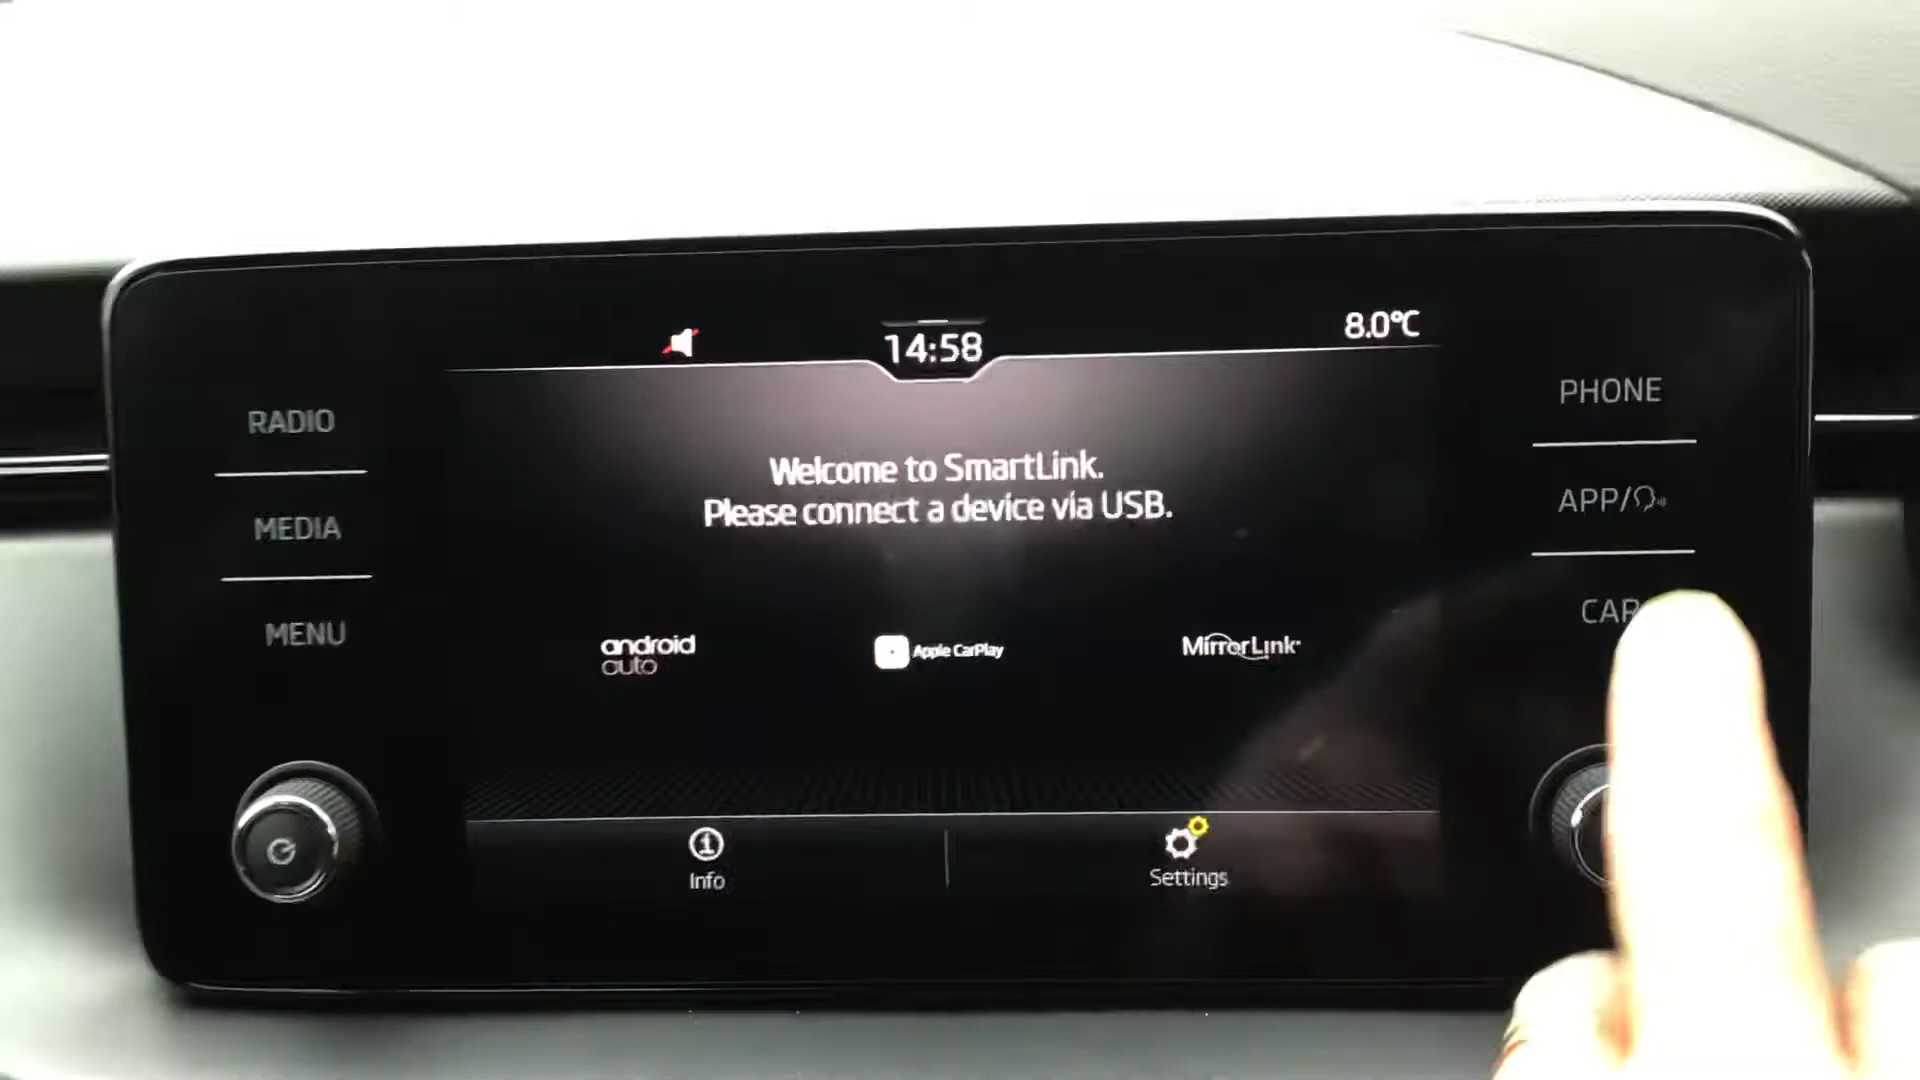 14:58
8.0°C
RADIO
MEDIA
MENU
Welcome to SmartLink.
Please connect a device via USB.
android
auto
Apple CarPlay
MirrorLink
Info
Settings
PHONE
APP/
CAR